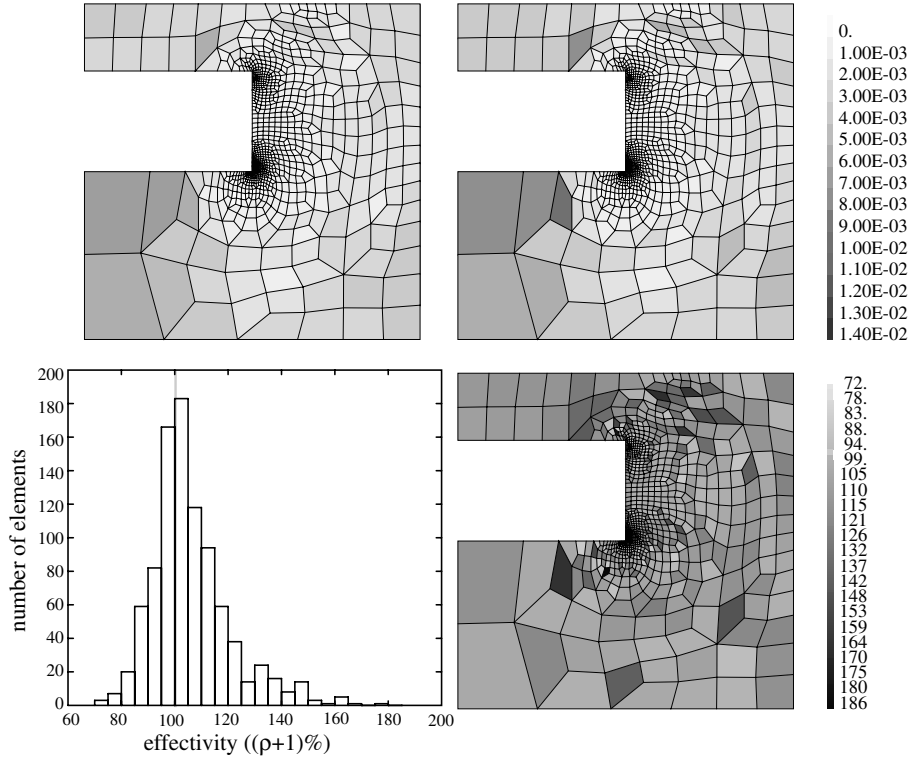 0.
1.00E-03
2.00E-03
3.00E-03
4.00E-03
5.00E-03
6.00E-03
7.00E-03
8.00E-03
9.00E-03
1.00E-02
1.10E-02
1.20E-02
1.30E-02
1.40E-02
number of elements
200
180
160
140
120
100
80
60
40
20
0
60
80
100
120
140
160
180
200
effectivity ((ρ+1)%)
72.
78.
83.
88.
94.
99.
105
110
115
121
126
132
137
142
148
153
159
164
170
175
180
186